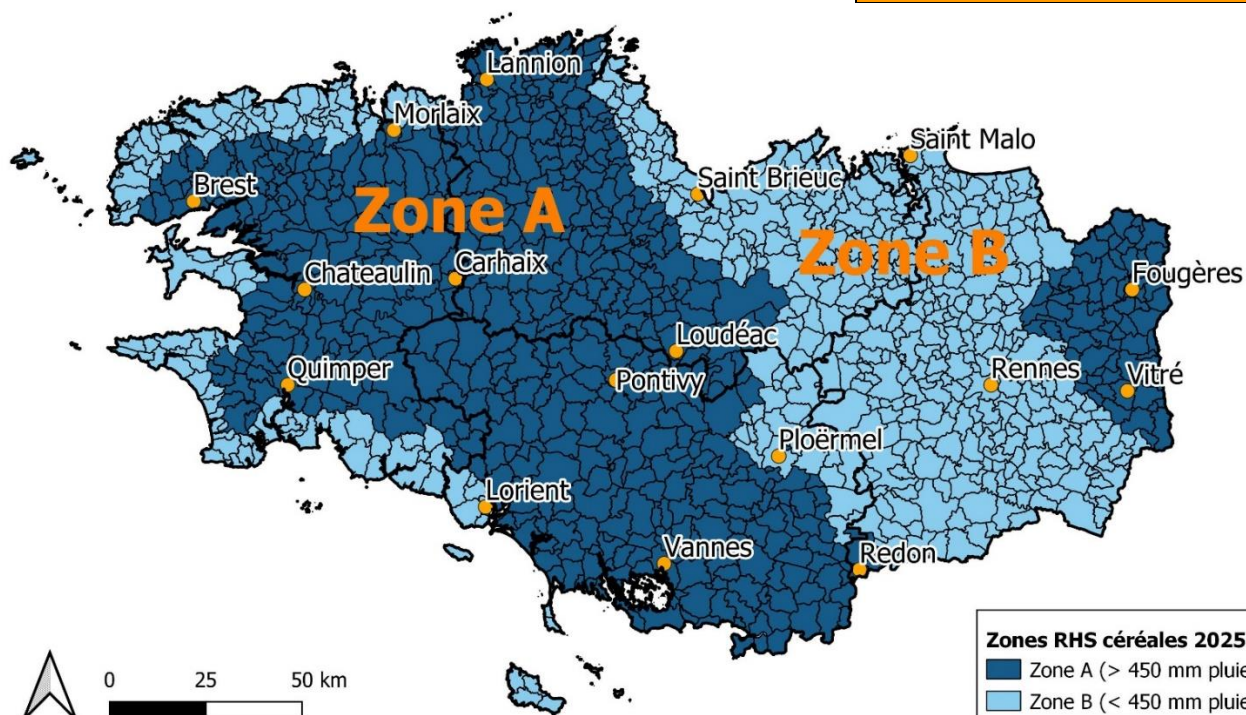 Lannion
Morlaix
Saint Malo
Brest
Saint Brieuc
Zone A
Zone B
Chateaulin
Carhaix
Fougères
Loudéac
Quimper
Pontivy
Rennes
Vitré
Ploërmel
Lorient
Vannes
Redon
Zones RHS céréales 2025
Zone A (> 450 mm pluie
Zone B (< 450 mm pluie
0 25 50 km